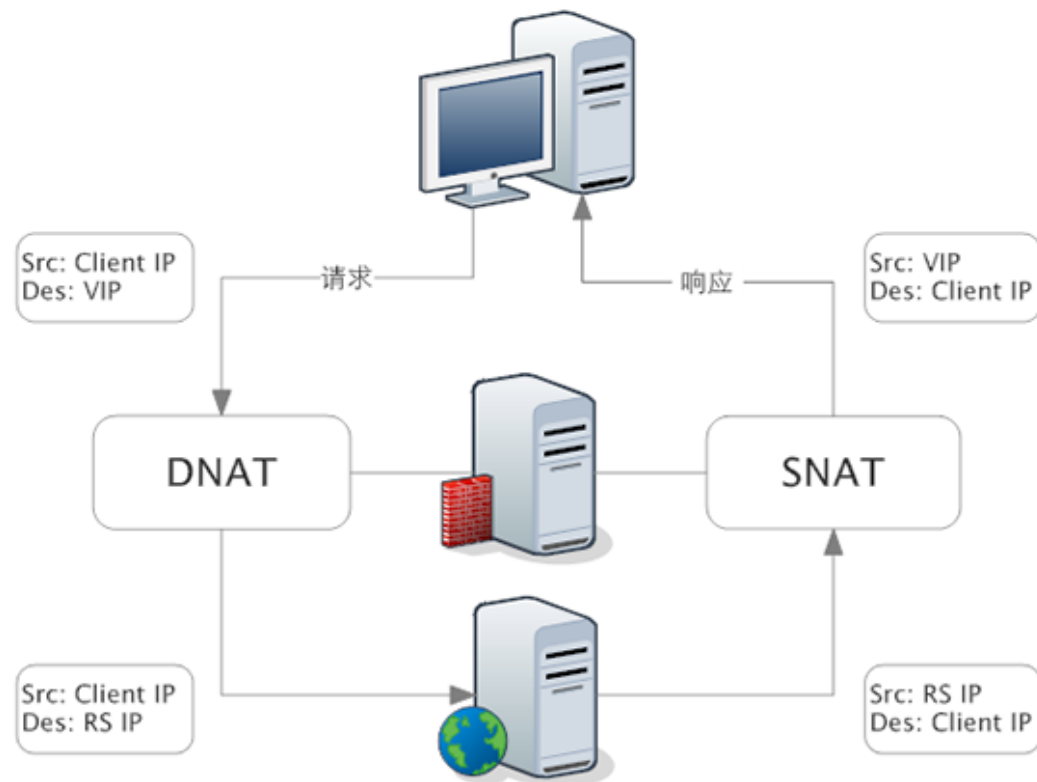 Src: Client IP
Des: VIP
请求
响应
Src: VIP
Des: Client IP
DNAT
SNAT
Src: Client IP
Des: RS IP
Src: RS IP
Des: Client IP